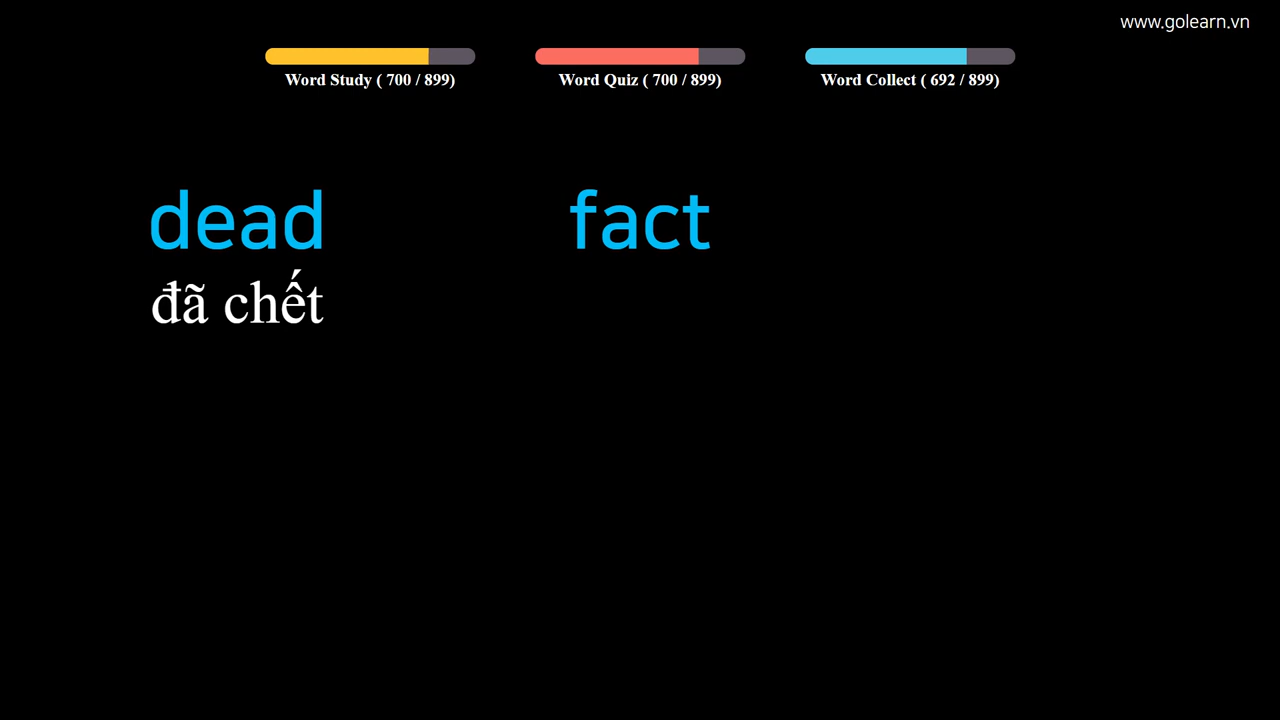 www.golearn.vn
Word Study ( 700 / 899)
Word Quiz ( 700 / 899)
Word Collect ( 692 / 899)
dead
fact
đã chết